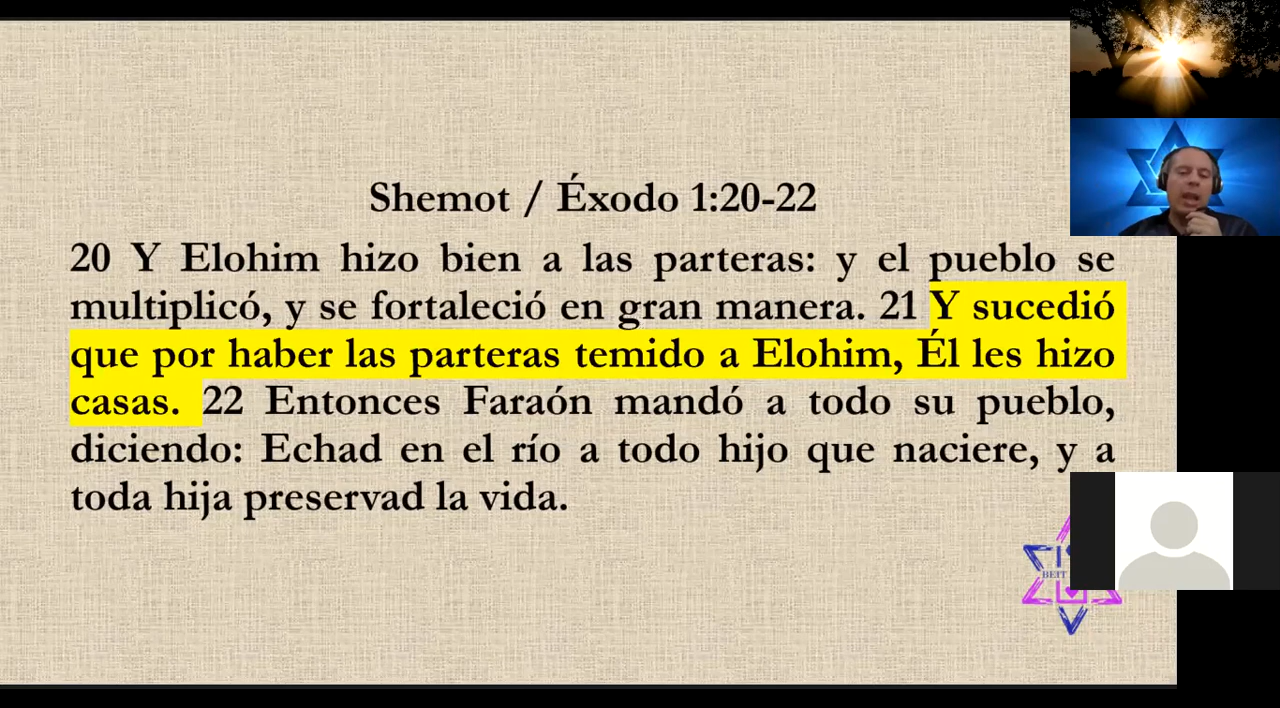 Shemot / Éxodo 1:20-22
20 Y Elohim hizo bien a las parteras: y el pueblo se
multiplicó, y se fortaleció en gran manera. 21 Y sucedió
que por haber las parteras temido a Elohim, Él les hizo
casas. 22 Entonces Faraón mandó a todo su pueblo,
diciendo: Echad en el río a todo hijo que naciere, y a
toda hija preservad la vida.
BEIT